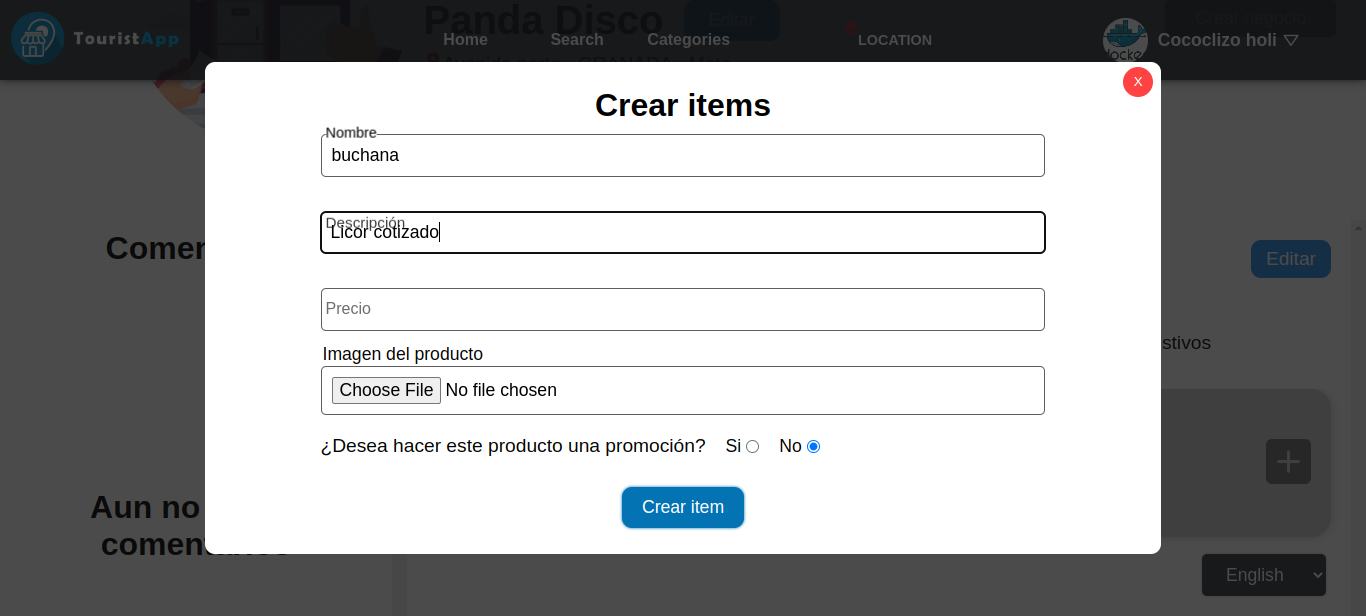 Panda Disco
Editar
Crear negocio
TouristApp
Home
Search
Categories
LOCATION
Cococlizo holi ▽
GRANADA
X
Crear items
Nombre
buchana
Descripción
Licor cotizado
Precio
Imagen del producto
Choose File No file chosen
¿Desea hacer este producto una promoción? Si No
Crear item
Comen
Editar
stivos
Aun no
comen
English